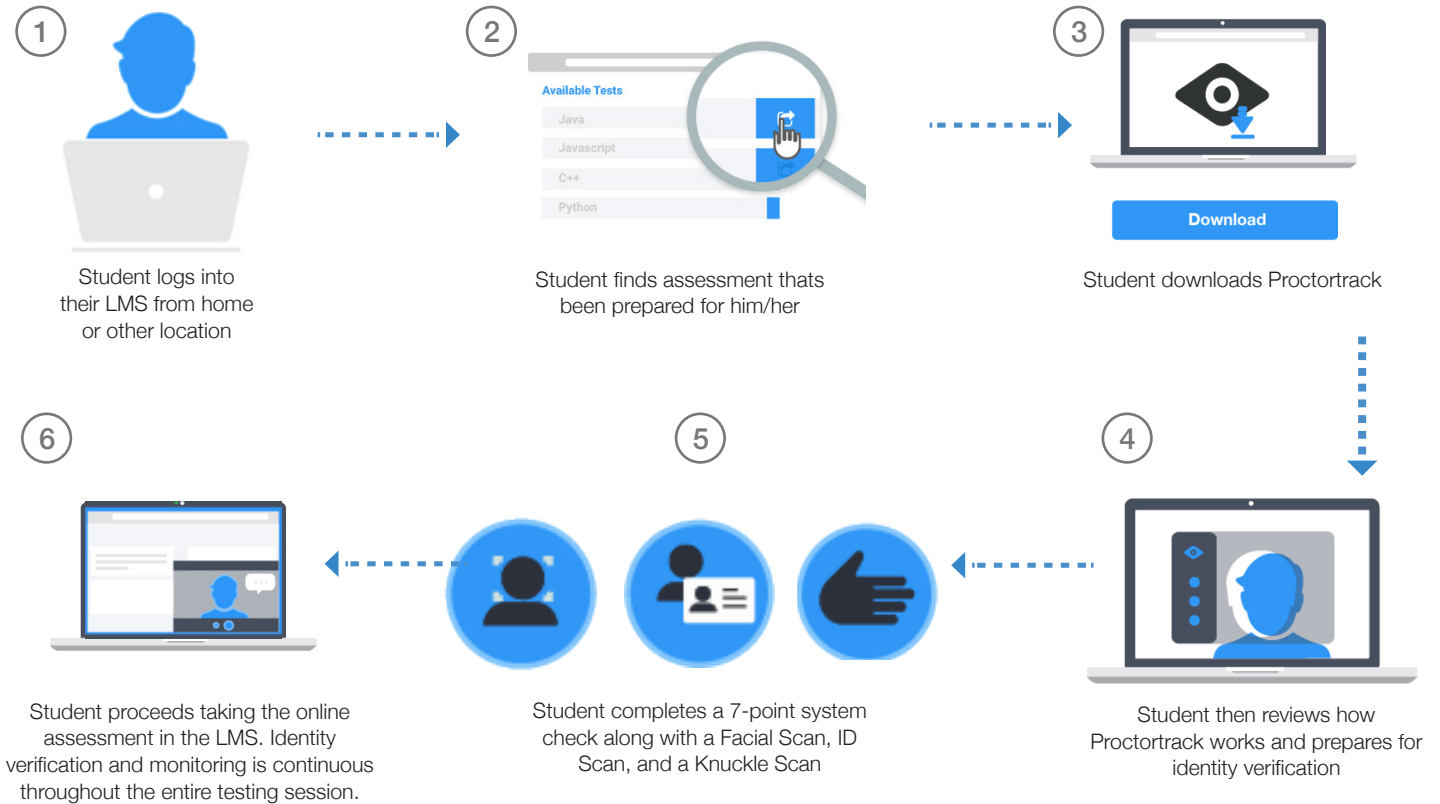 1
Student logs into
their LMS from home
or other location
2
Available Tests
Java
Javascript
C++
Python
Student finds assessment thats
been prepared for him/her
3
Download
Student downloads Proctortrack
4
Student then reviews how
Proctortrack works and prepares for
identity verification
5
Student completes a 7-point system
check along with a Facial Scan, ID
Scan, and a Knuckle Scan
6
Student proceeds taking the online
assessment in the LMS. Identity
verification and monitoring is continuous
throughout the entire testing session.